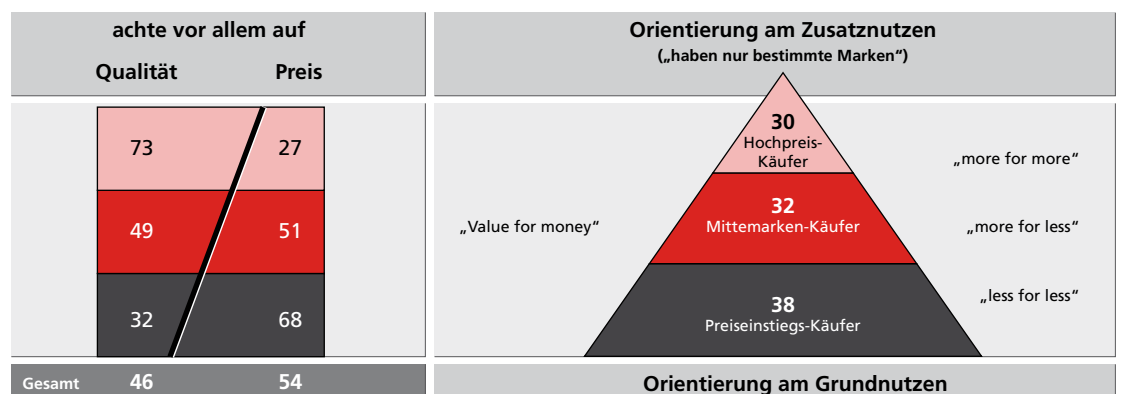 achte vor allem auf
Qualität Preis
73 27
49 51
32 68
Gesamt 46 54
Orientierung am Zusatznutzen
(„haben nur bestimmte Marken“)
30
Hochpreis-
Käufer
„more for more“
„Value for money“
32
Mittemarken-Käufer
„more for less“
38
Preiseinstiegs-Käufer
„less for less“
Orientierung am Grundnutzen